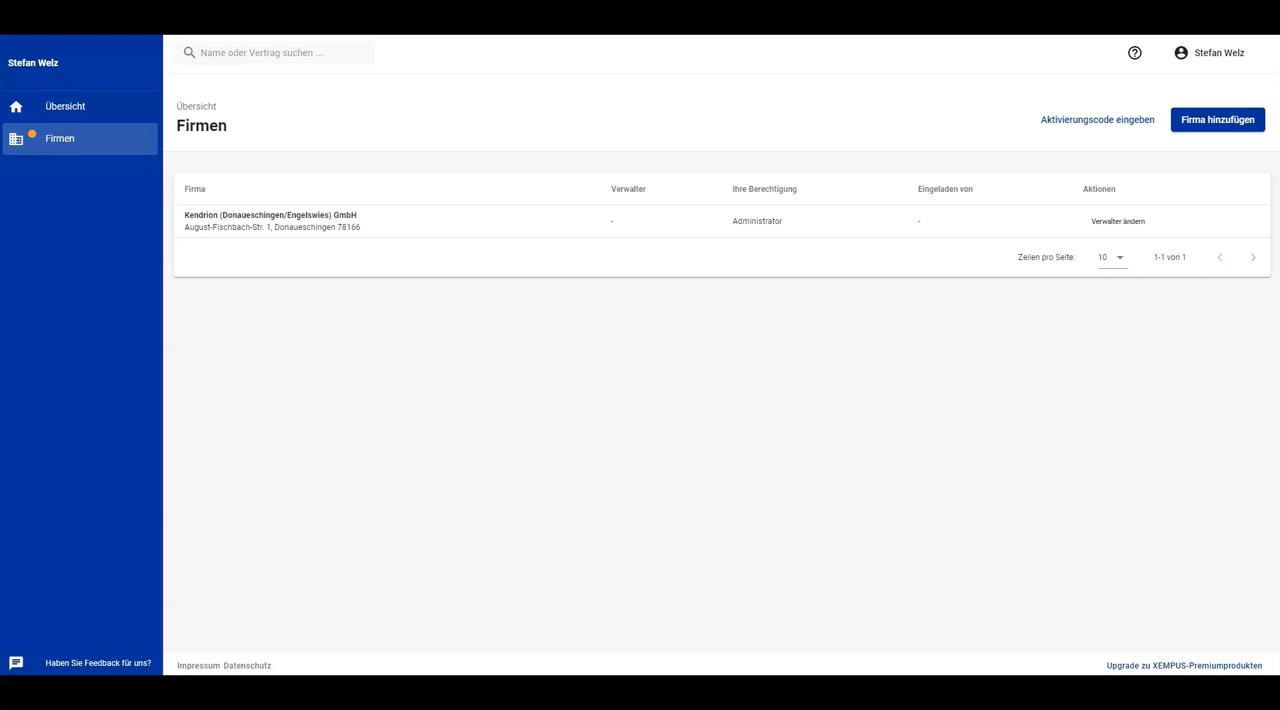 Stefan Welz
Übersicht
Firmen
Haben Sie Feedback für uns?
Name oder Vertrag suchen ...
Stefan Welz
Übersicht
Firmen
Aktivierungscode eingeben
Firma hinzufügen
Firma Verwalter Ihre Berechtigung Eingeladen von Aktionen
Kendrion (Donaueschingen/Engelswies) GmbH
August-Fischbach-Str. 1, Donaueschingen 78166
- Administrator - Verwalter ändern
Zeilen pro Seite: 10 1-1 von 1
Impressum Datenschutz
Upgrade zu XEMPUS-Premiumprodukten